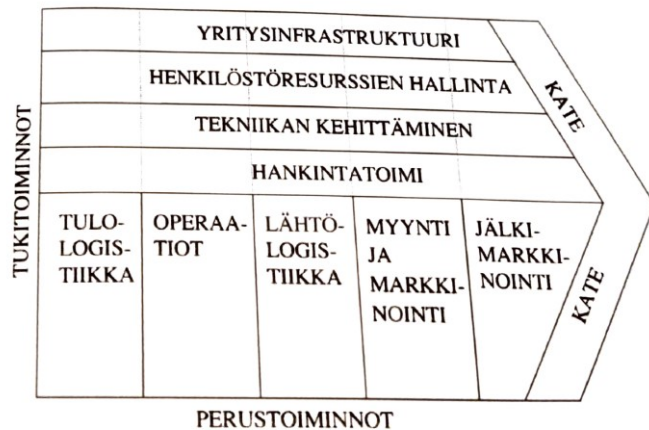 YRITYSINFRASTRUKTUURI
HENKILÖSTÖRESURSSIEN HALLINTA
TEKNIIKAN KEHITTÄMINEN
HANKINTATOIMI
KATE
TUKITOIMINNOT
TULO-
LOGIS-
TIIKKA
OPERAA-
TIOT
LÄHTÖ-
LOGIS-
TIIKKA
MYYNTI
JA
MARKKI-
NOINTI
JÄLKI-
MARKKI-
NOINTI
KATE
PERUSTOIMINNOT